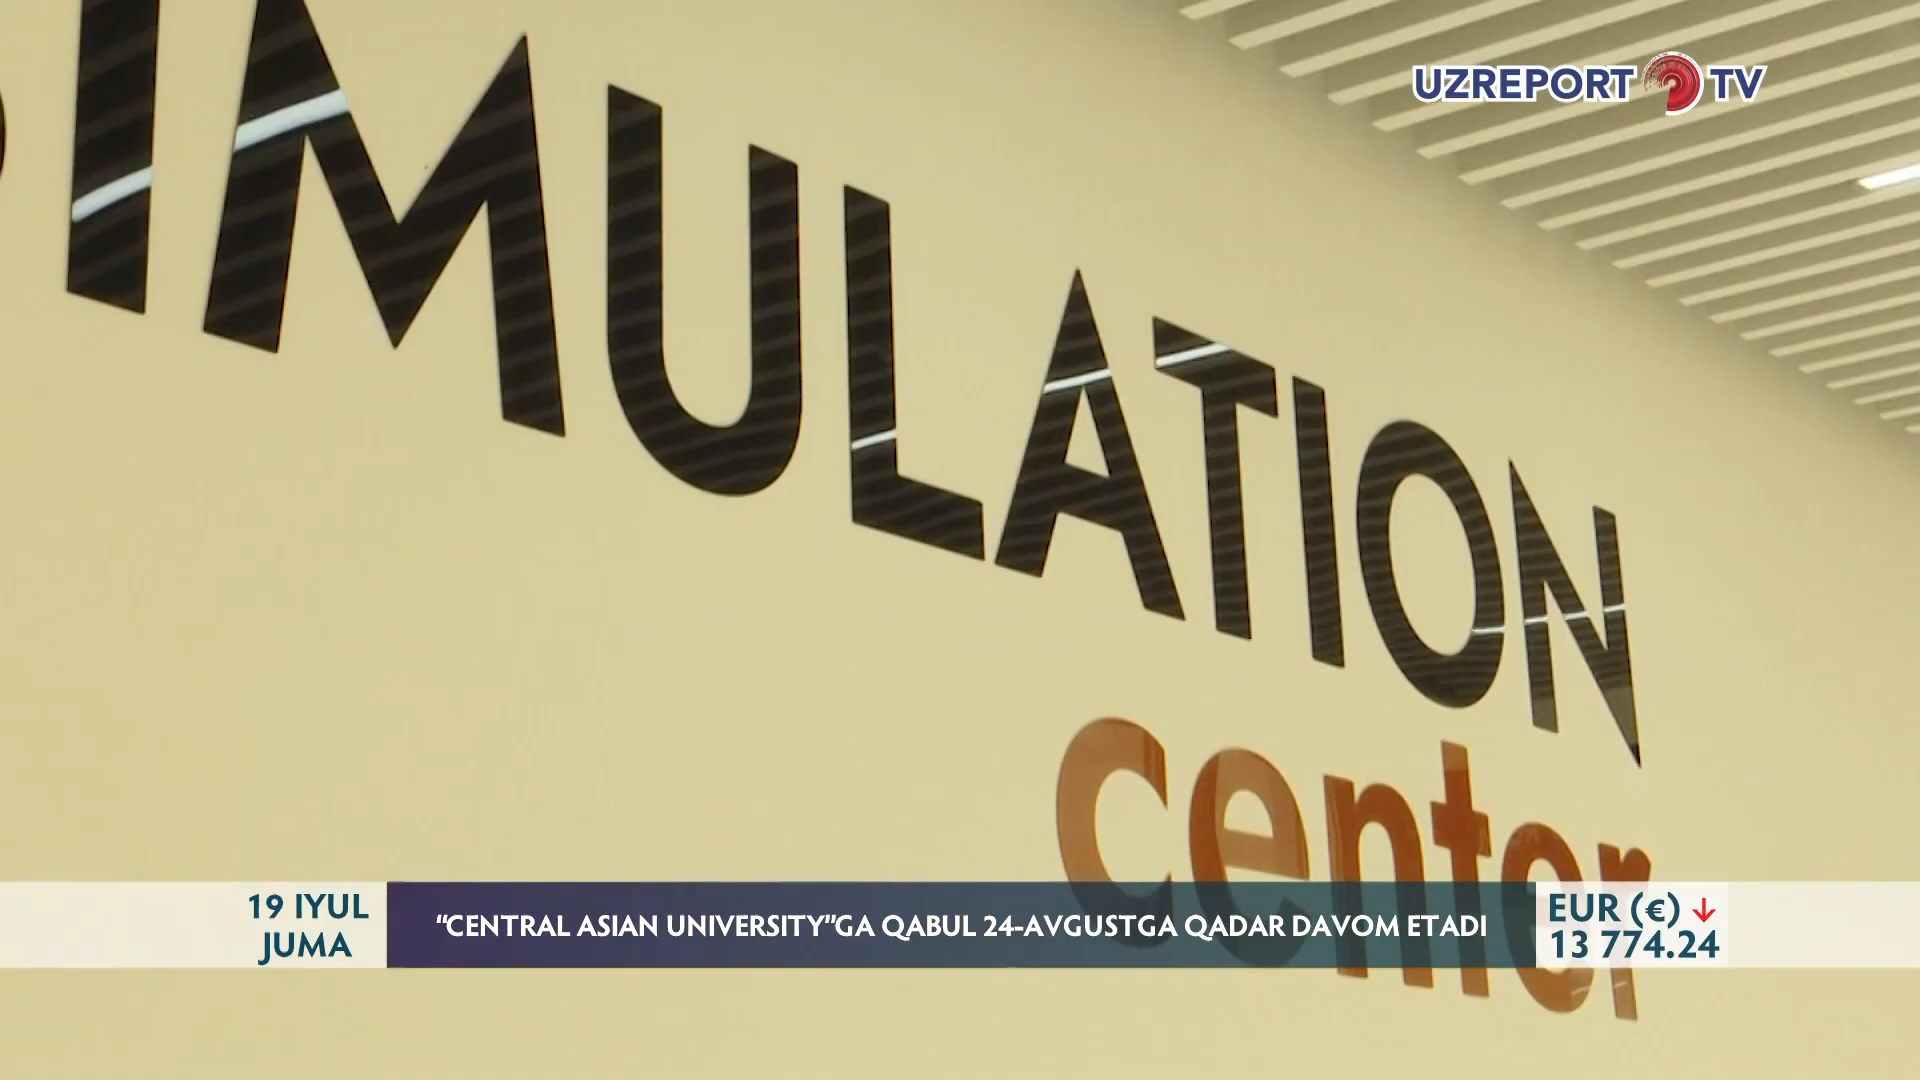 UZREPORT TV
SIMULATION
center
19 IYUL
JUMA
“CENTRAL ASIAN UNIVERSITY”GA QABUL 24-AVGUSTGA QADAR DAVOM ETADI
EUR (€) ↓
13 774.24